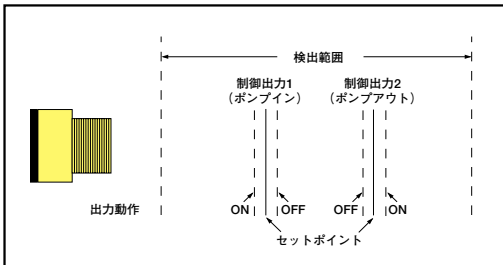 検出範囲
制御出力1 制御出力2
(ポンプイン) (ポンプアウト)
出力動作 ON OFF OFF ON
セットポイント